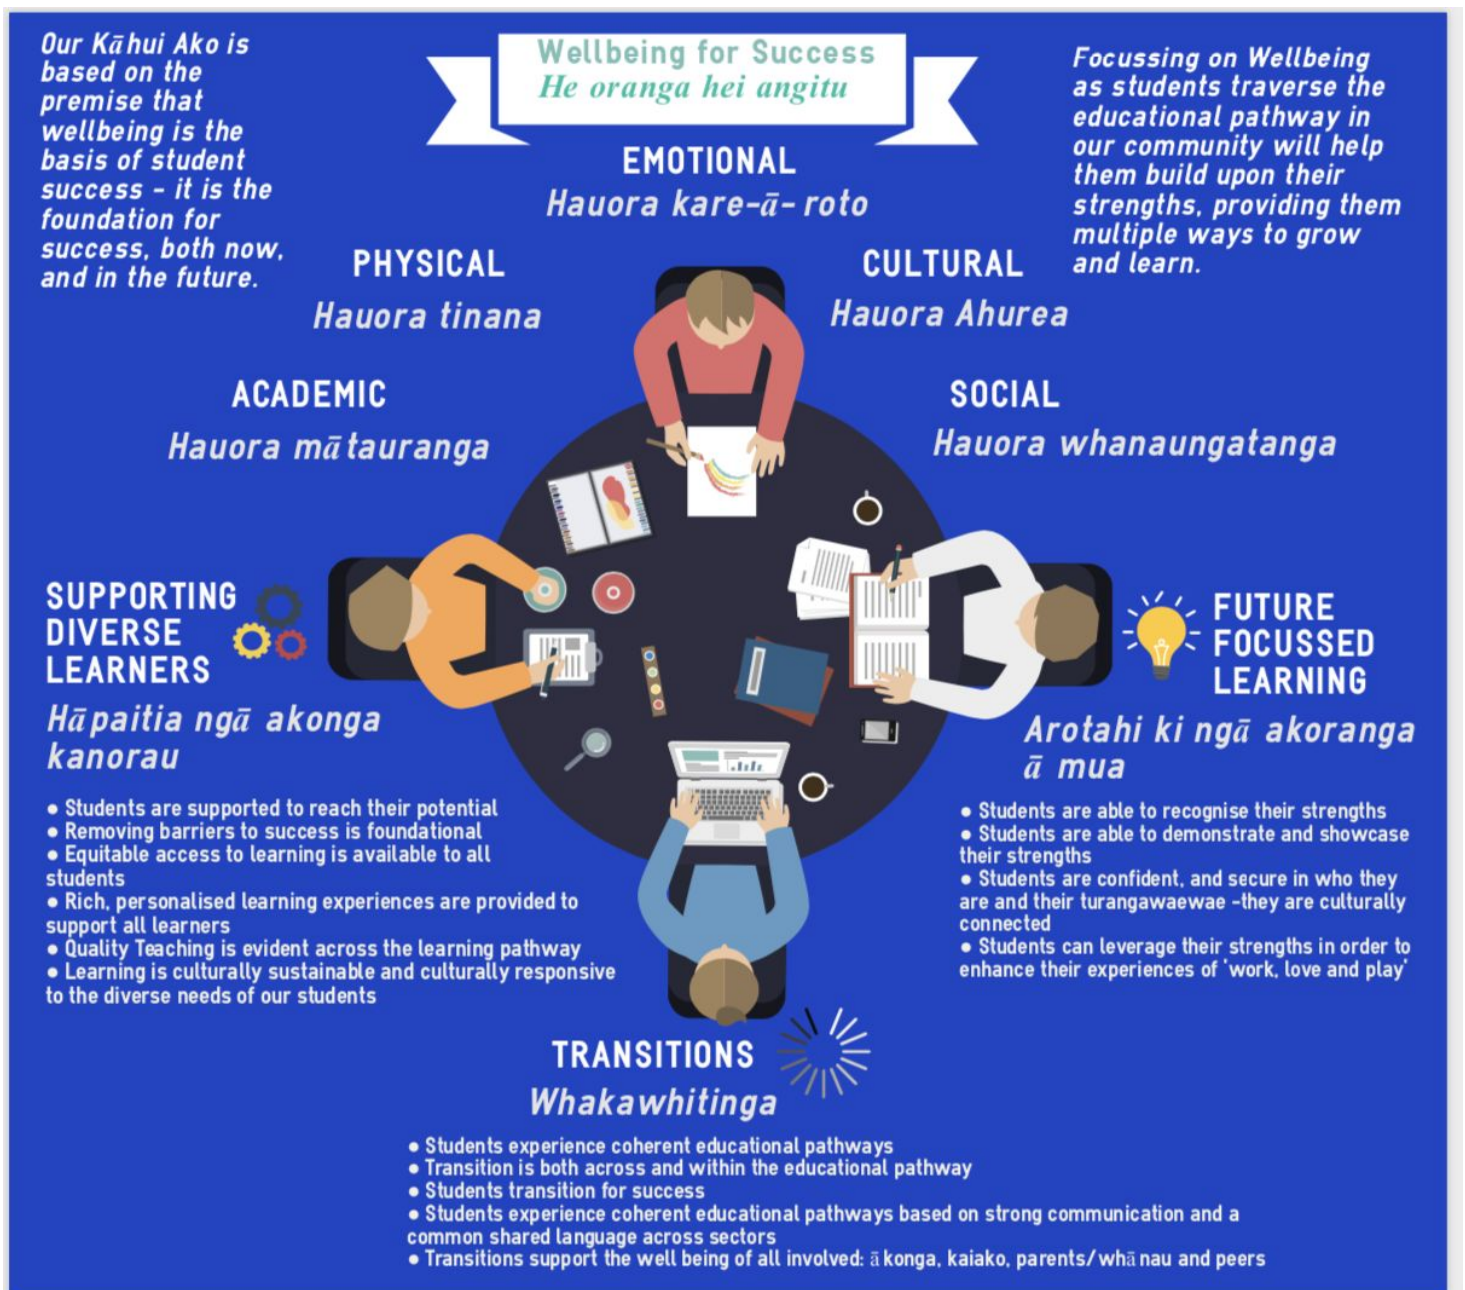 Our Kāhui Ako is
based on the
premise that
wellbeing is the
basis of student
success - it is the
foundation for
success, both now,
and in the future.
Wellbeing for Success
He oranga hei angitu
Focussing on Wellbeing
as students traverse the
educational pathway in
our community will help
them build upon their
strengths, providing them
multiple ways to grow
and learn.
EMOTIONAL
Hauora kare-ā-roto
PHYSICAL
Hauora tinana
CULTURAL
Hauora Ahurea
ACADEMIC
Hauora mātauranga
SOCIAL
Hauora whanaungatanga
SUPPORTING
DIVERSE
LEARNERS
Hāpaitia ngā akonga
kanorau
● Students are supported to reach their potential
● Removing barriers to success is foundational
● Equitable access to learning is available to all
students
● Rich, personalised learning experiences are provided to
support all learners
● Quality Teaching is evident across the learning pathway
● Learning is culturally sustainable and culturally responsive
to the diverse needs of our students
FUTURE
FOCUSSED
LEARNING
Arotahi ki ngā akoranga
ā mua
● Students are able to recognise their strengths
● Students are able to demonstrate and showcase
their strengths
● Students are confident, and secure in who they
are and their turangawaewae -they are culturally
connected
● Students can leverage their strengths in order to
enhance their experiences of 'work, love and play'
TRANSITIONS
Whakawhitinga
● Students experience coherent educational pathways
● Transition is both across and within the educational pathway
● Students transition for success
● Students experience coherent educational pathways based on strong communication and a
common shared language across sectors
● Transitions support the well being of all involved: ākonga, kaiako, parents/whānau and peers